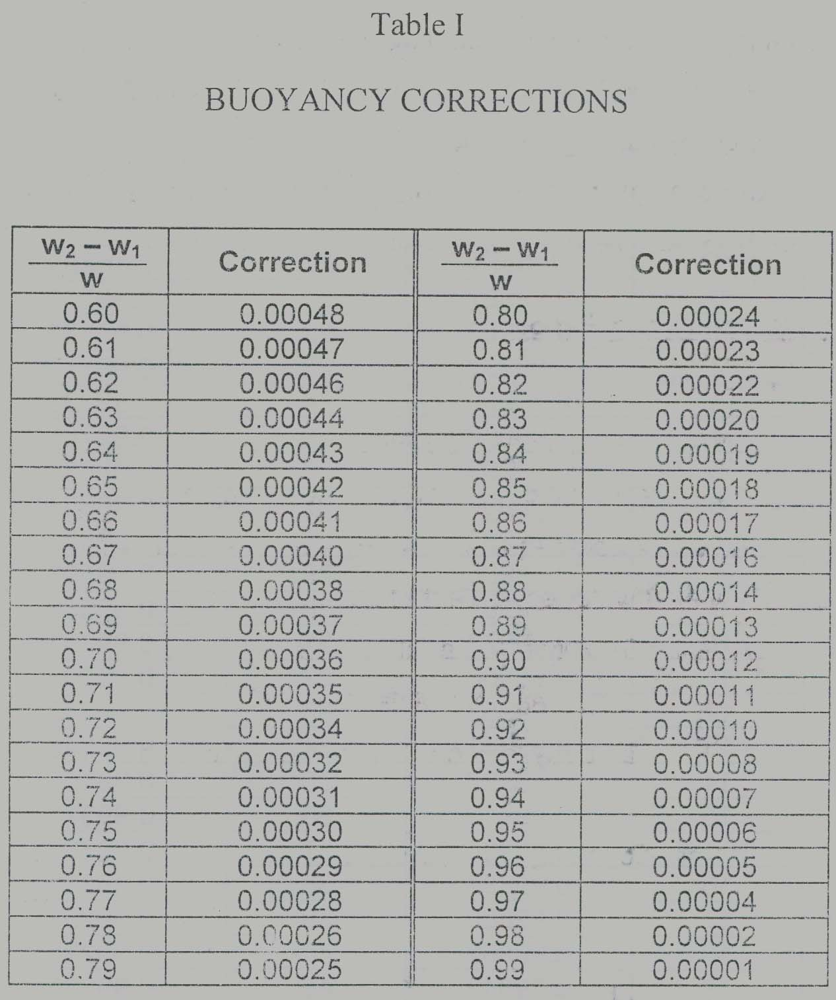 Table I
BUOYANCY CORRECTIONS
W₂ – W₁ / W Correction W₂ – W₁ / W Correction
0.60 0.00048 0.80 0.00024
0.61 0.00047 0.81 0.00023
0.62 0.00046 0.82 0.00022
0.63 0.00044 0.83 0.00020
0.64 0.00043 0.84 0.00019
0.65 0.00042 0.85 0.00018
0.66 0.00041 0.86 0.00017
0.67 0.00040 0.87 0.00016
0.68 0.00038 0.88 0.00014
0.69 0.00037 0.89 0.00013
0.70 0.00036 0.90 0.00012
0.71 0.00035 0.91 0.00011
0.72 0.00034 0.92 0.00010
0.73 0.00032 0.93 0.00008
0.74 0.00031 0.94 0.00007
0.75 0.00030 0.95 0.00006
0.76 0.00029 0.96 0.00005
0.77 0.00028 0.97 0.00004
0.78 0.00026 0.98 0.00002
0.79 0.00025 0.99 0.00001